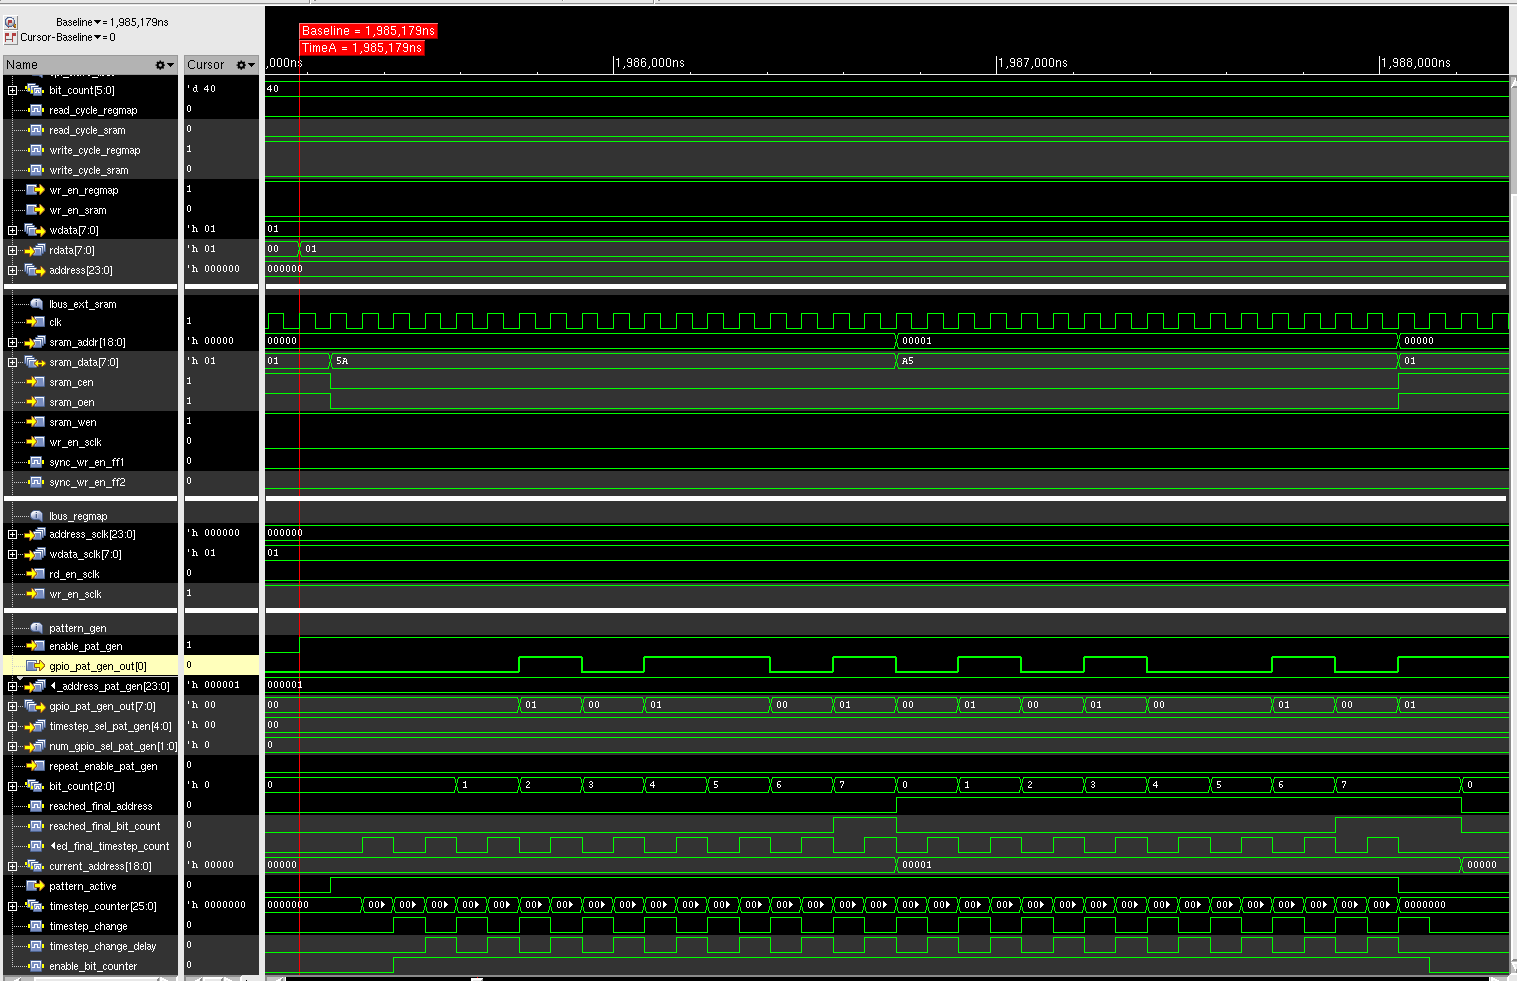 Baseline▾= 1,985,179ns
Cursor-Baseline▾= 0
Baseline = 1,985,179ns
TimeA = 1,985,179ns
Name Cursor ,000ns 1,986,000ns 1,987,000ns 1,988,000ns
bit_count[5:0] 'd 40 40
read_cycle_regmap 0
read_cycle_sram 0
write_cycle_regmap 1
write_cycle_sram 0
wr_en_regmap 1
wr_en_sram 0
wdata[7:0] 'h 01 01
rdata[7:0] 'h 01 00 01
address[23:0] 'h 000000 000000
lbus_ext_sram
clk 1
sram_addr[18:0] 'h 00000 00000 00001 00000
sram_data[7:0] 'h 01 01 5A A5 01
sram_cen 1
sram_oen 1
sram_wen 1
wr_en_sclk 0
sync_wr_en_ff1 0
sync_wr_en_ff2 0
lbus_regmap
address_sclk[23:0] 'h 000000 000000
wdata_sclk[7:0] 'h 01 01
rd_en_sclk 0
wr_en_sclk 1
pattern_gen
enable_pat_gen 1
gpio_pat_gen_out[0] 0
_address_pat_gen[23:0] 'h 000001 000001
gpio_pat_gen_out[7:0] 'h 00 00 01 00 01 00 01 00 01 00 01 00 01 00 01
timestep_sel_pat_gen[4:0] 'h 00 00
num_gpio_sel_pat_gen[1:0] 'h 0 0
repeat_enable_pat_gen 0
bit_count[2:0] 'h 0 0 1 2 3 4 5 6 7 0 1 2 3 4 5 6 7 0
reached_final_address 0
reached_final_bit_count 0
ed_final_timestep_count 0
current_address[18:0] 'h 00000 00000 00001 00000
pattern_active 0
timestep_counter[25:0] 'h 0000000 0000000 00 00 00 00 00 00 00 00 00 00 00 00 00 00 00 00 00 00 00 00 00 00 00 00 00 00 00 00 00 00 00 00 00 0000000
timestep_change 0
timestep_change_delay 0
enable_bit_counter 0